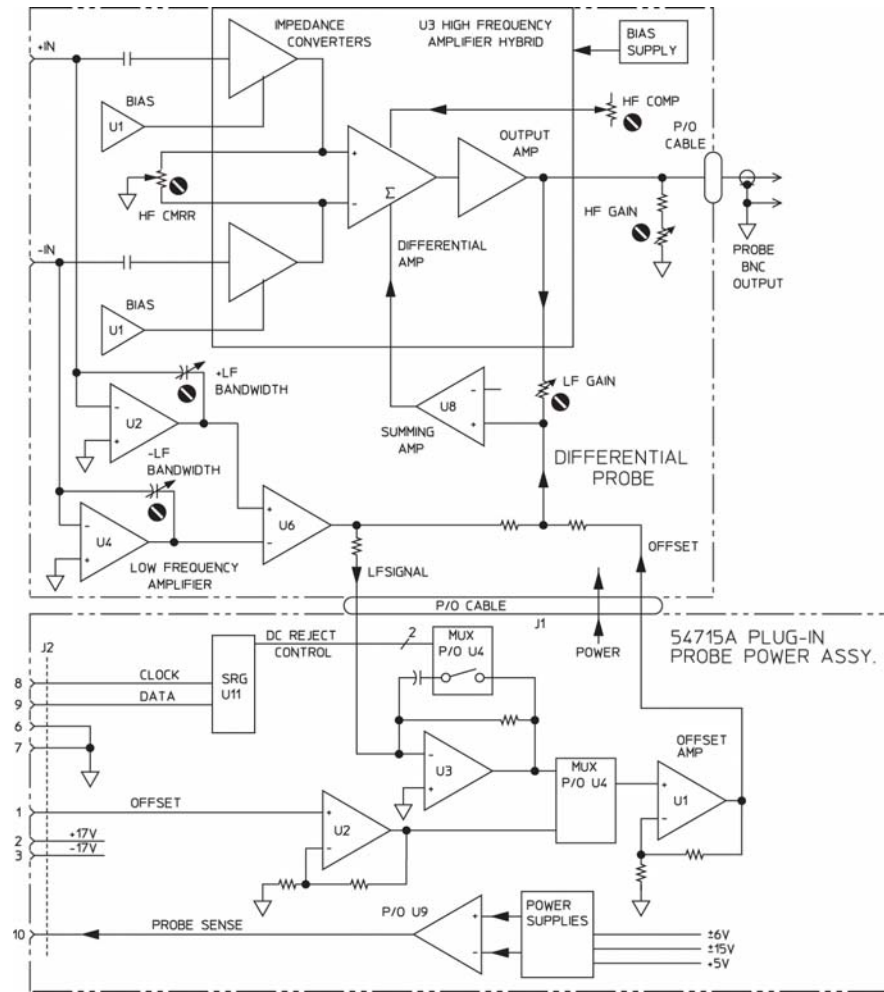 IMPEDANCE
CONVERTERS
U3 HIGH FREQUENCY
AMPLIFIER HYBRID
BIAS
SUPPLY
+IN
BIAS
U1
HF COMP
P/O
CABLE
OUTPUT
AMP
+
-
Σ
HF CMRR
HF GAIN
DIFFERENTIAL
AMP
PROBE
BNC
OUTPUT
-IN
BIAS
U1
+LF
BANDWIDTH
LF GAIN
-
U8
+
SUMMING
AMP
-
U2
+
-LF
BANDWIDTH
DIFFERENTIAL
PROBE
+
U6
-
-
U4
+
LOW FREQUENCY
AMPLIFIER
LFSIGNAL
OFFSET
P/O CABLE
J1
POWER
54715A PLUG-IN
PROBE POWER ASSY.
J2
DC REJECT
CONTROL
2
MUX
P/O U4
8
CLOCK
SRG
U11
9
DATA
6
7
-
U3
+
MUX
P/O U4
OFFSET
AMP
+
U1
-
1
OFFSET
+
U2
-
2
+17V
3
-17V
P/O U9
+
-
POWER
SUPPLIES
10
PROBE SENSE
±6V
±15V
+5V